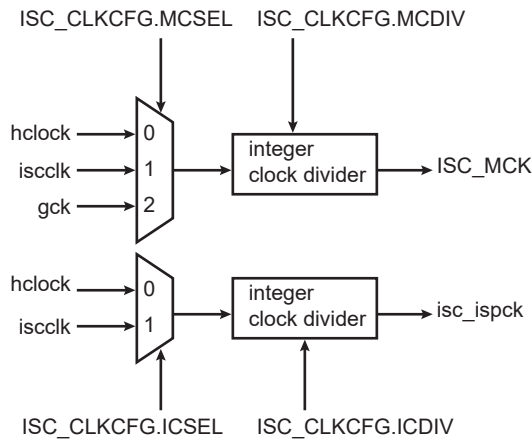 ISC_CLKCFG.MCSEL
ISC_CLKCFG.MCDIV
hclock
0
iscclk
1
gck
2
integer
clock divider
ISC_MCK
hclock
0
iscclk
1
integer
clock divider
isc_ispck
ISC_CLKCFG.ICSEL
ISC_CLKCFG.ICDIV